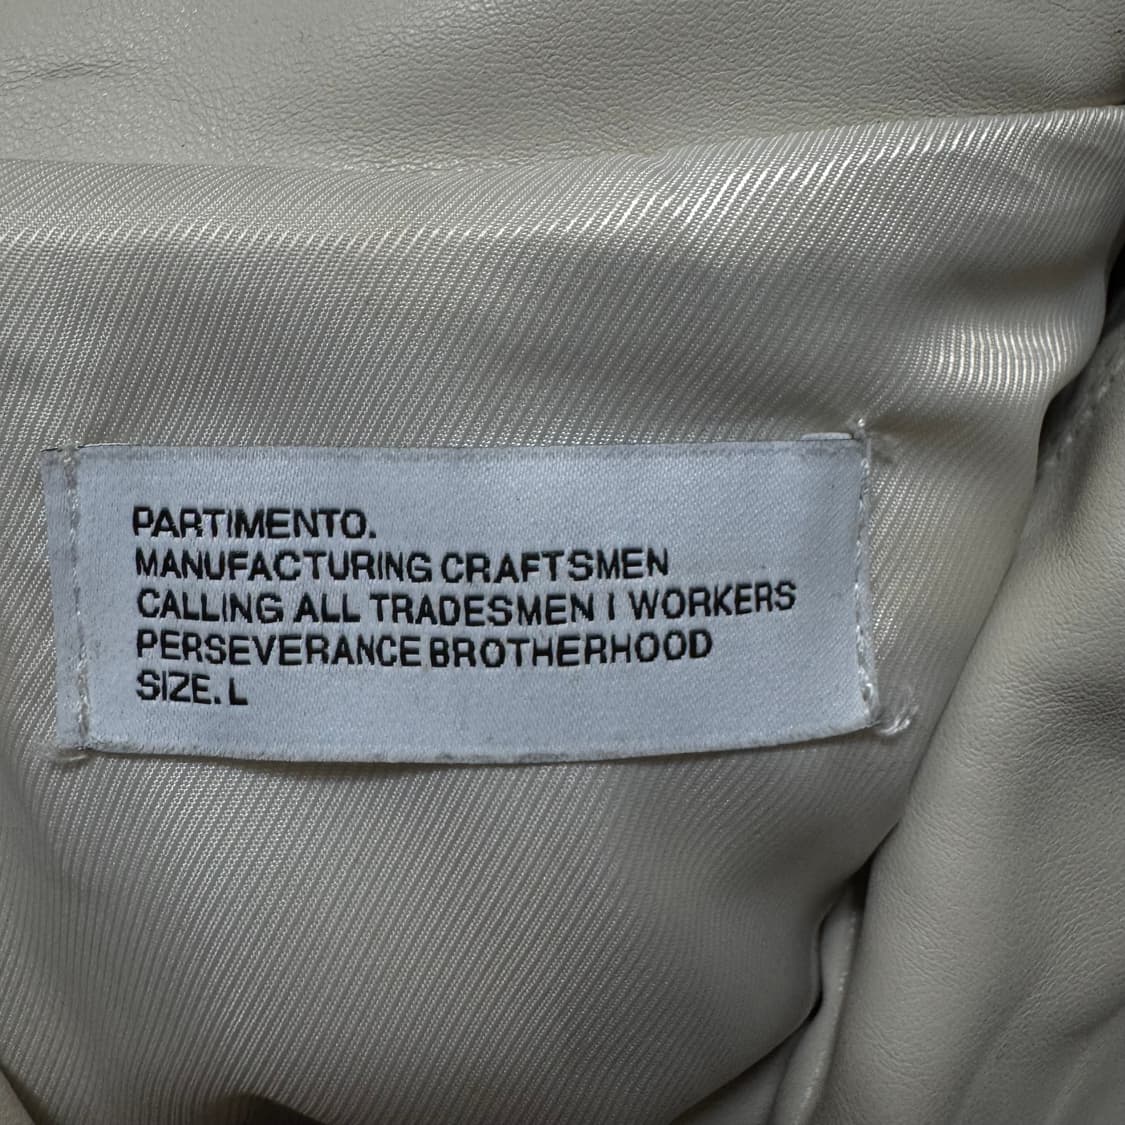 PARTIMENTO.
MANUFACTURING CRAFTSMEN
CALLING ALL TRADESMEN I WORKERS
PERSEVERANCE BROTHERHOOD
SIZE. L